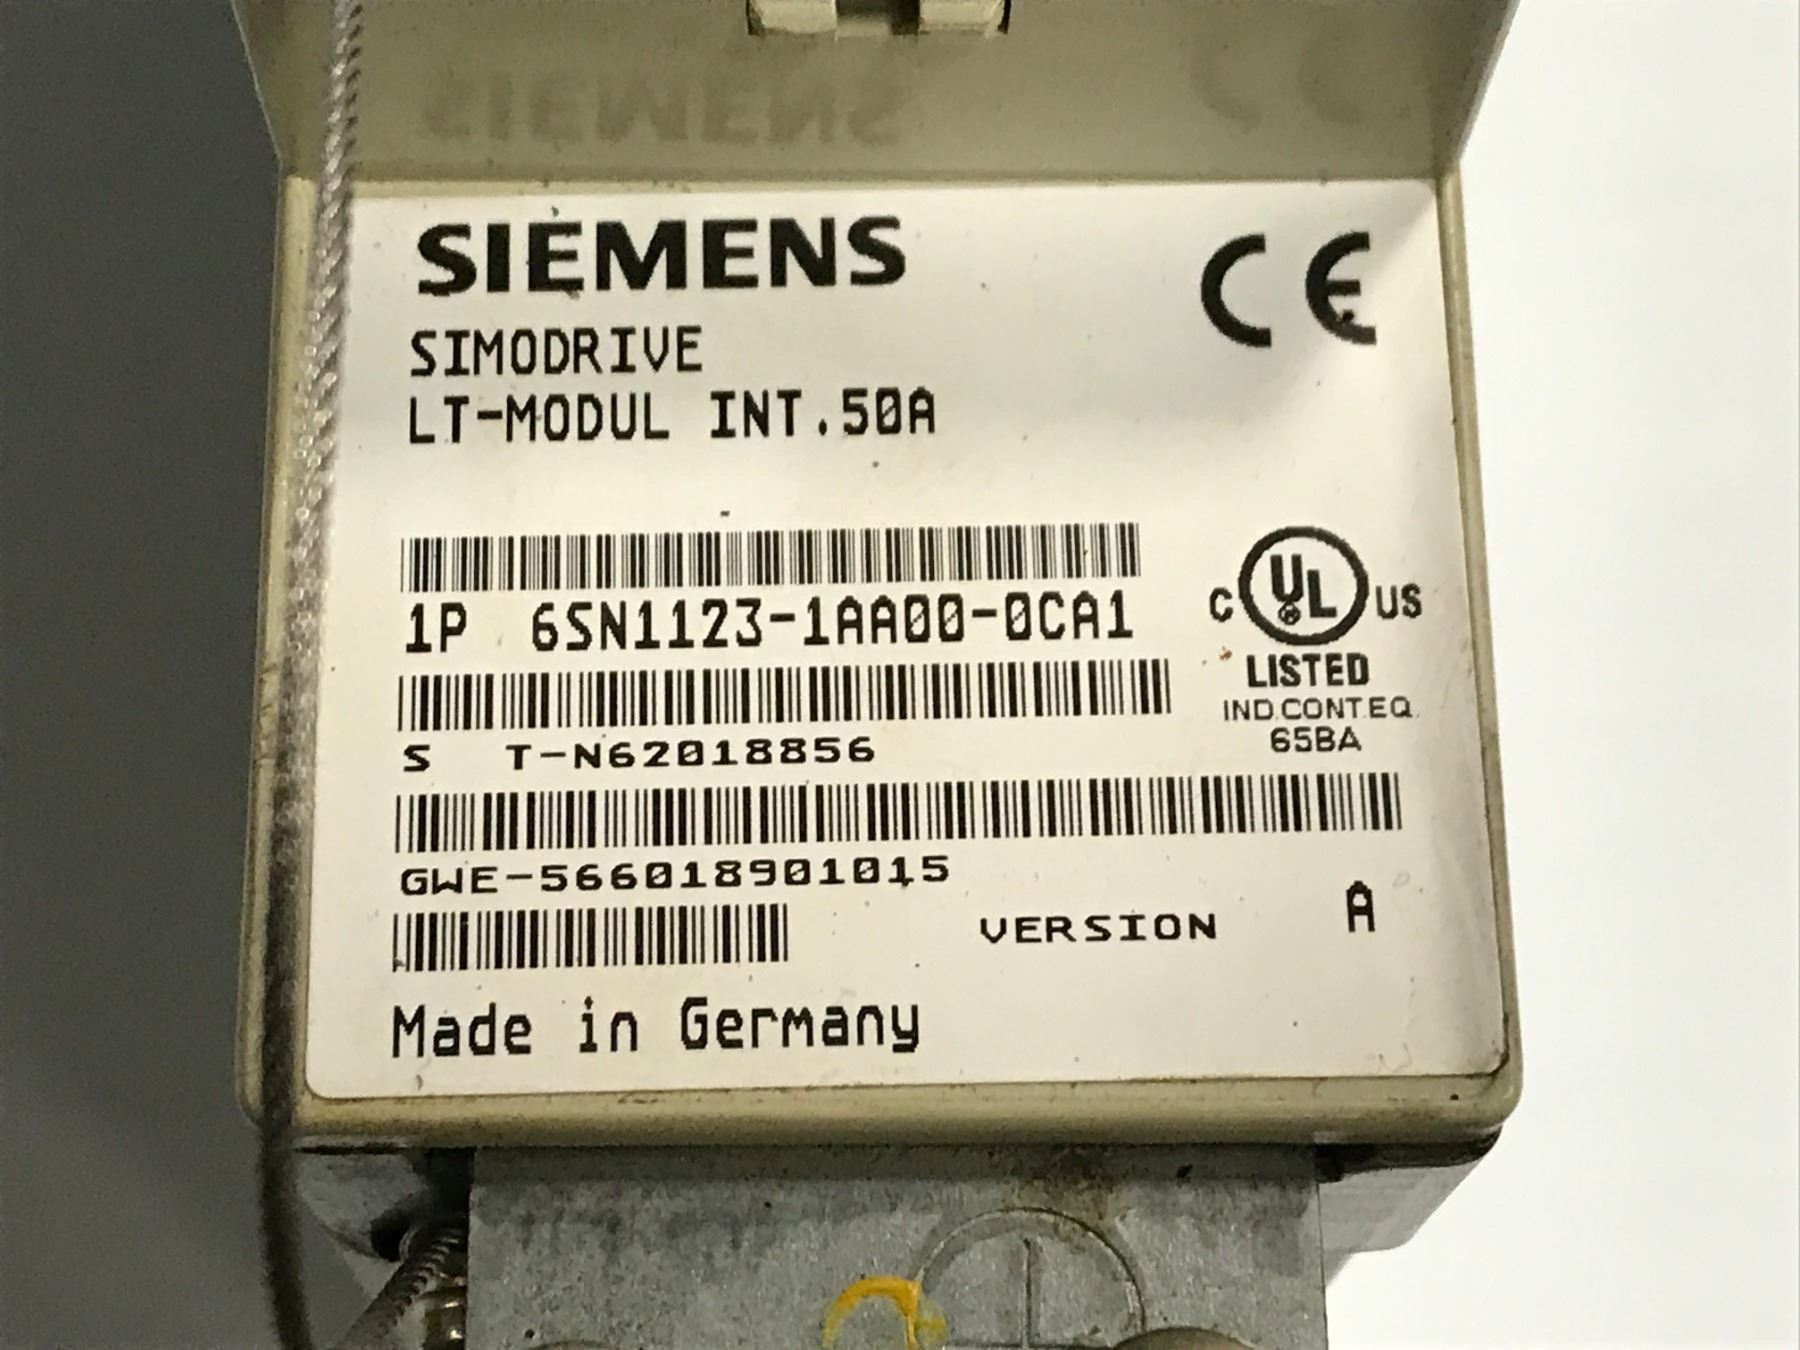 SIEMENS
CE
SIMODRIVE
LT-MODUL INT.50A
1P 6SN1123-1AA00-0CA1
C UL US
®
LISTED
IND.CONT.EQ.
65BA
S T-N62018856
GWE-566018901015
VERSION A
Made in Germany